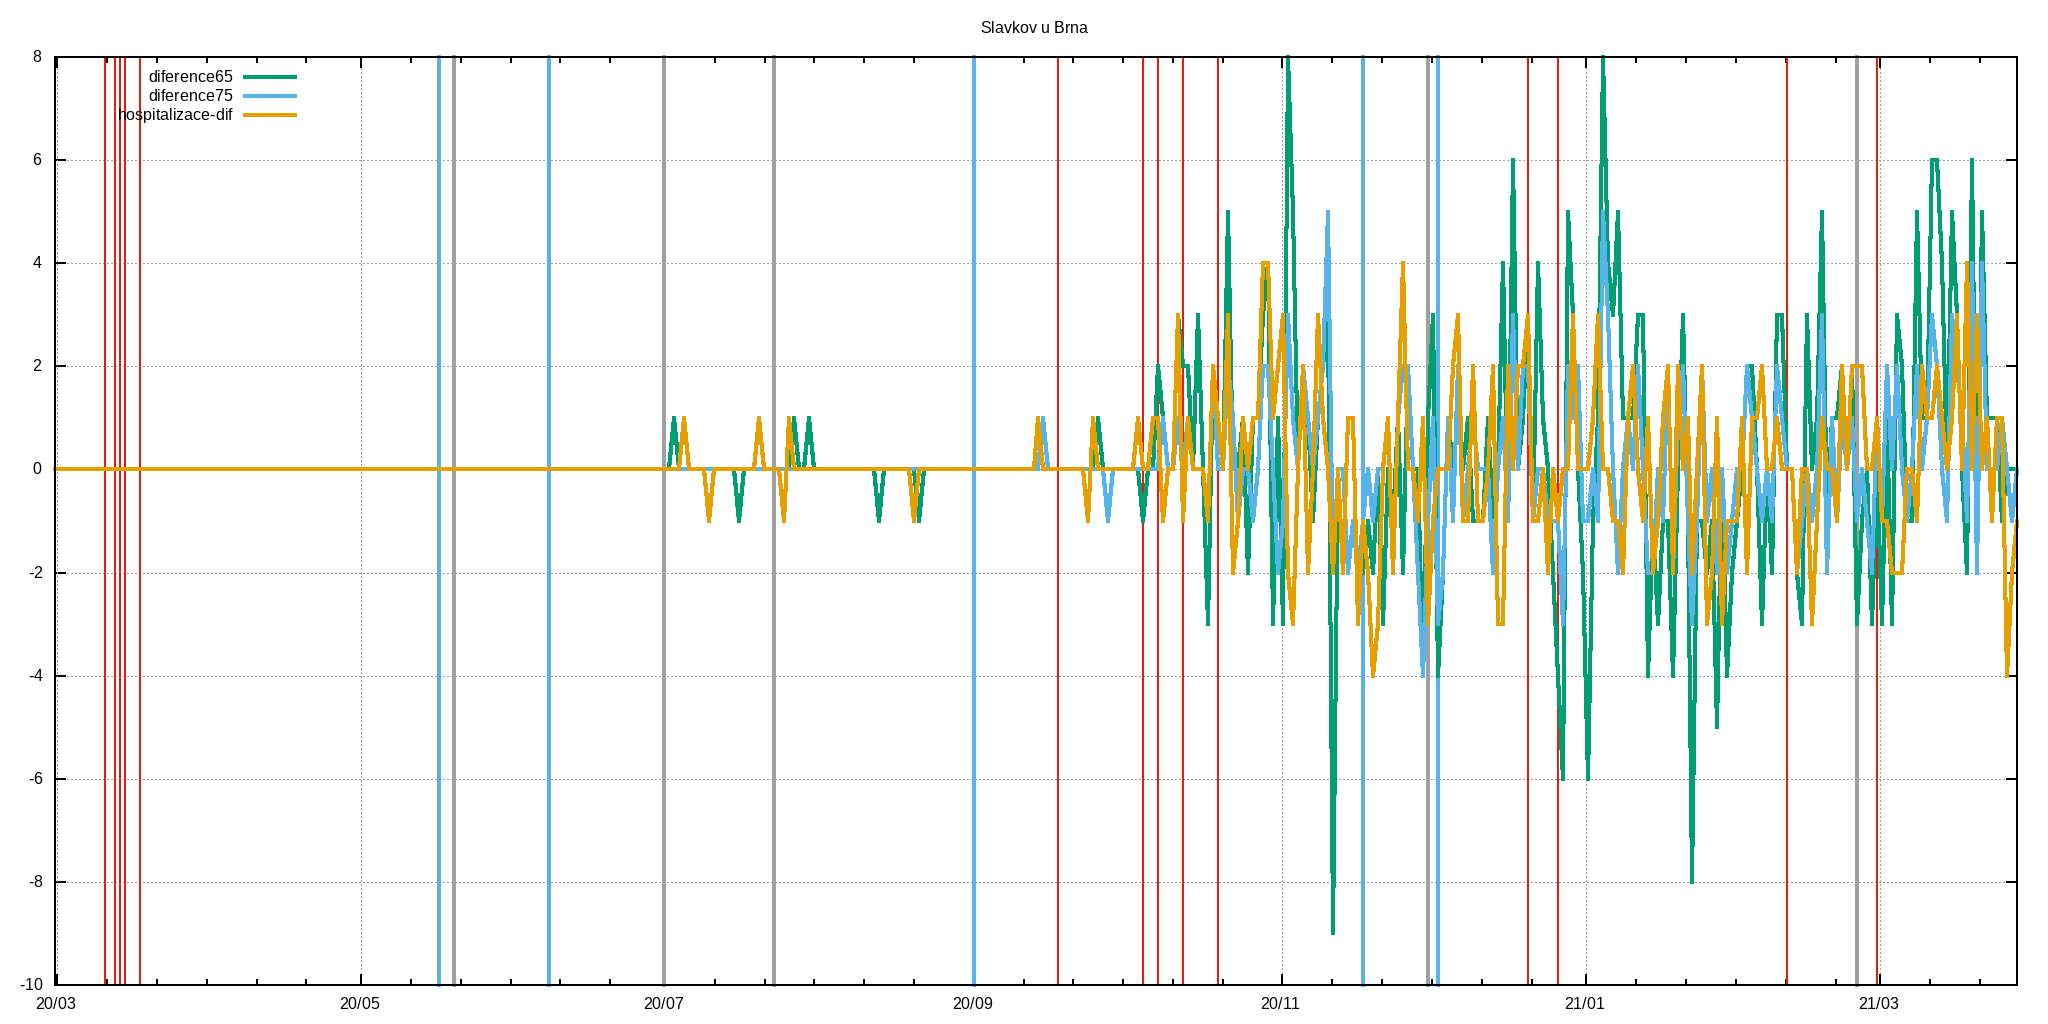 Slavkov u Brna
diference65
diference75
hospitalizace-dif
8
6
4
2
0
-2
-4
-6
-8
-10
20/03 20/05 20/07 20/09 20/11 21/01 21/03